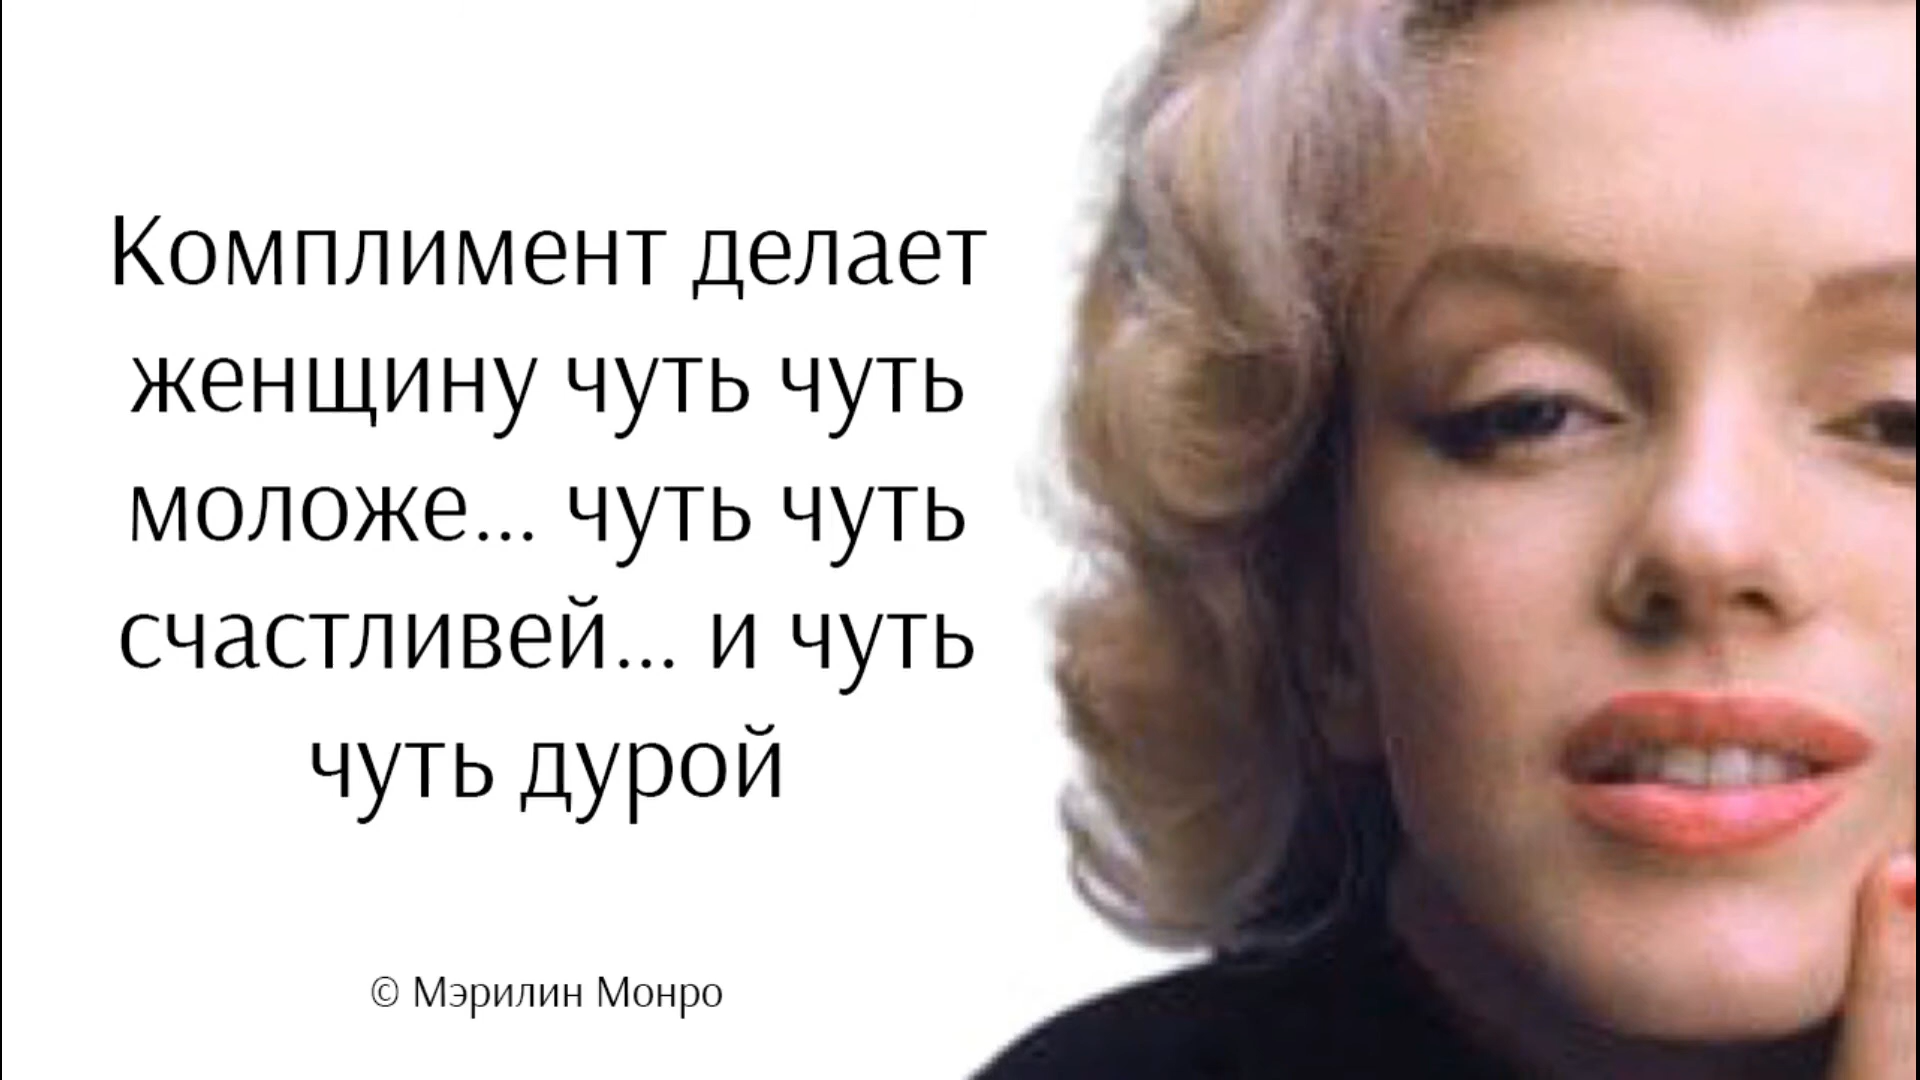 Комплимент делает
женщину чуть чуть
моложе... чуть чуть
счастливей... и чуть
чуть дурой
© Мэрилин Монро